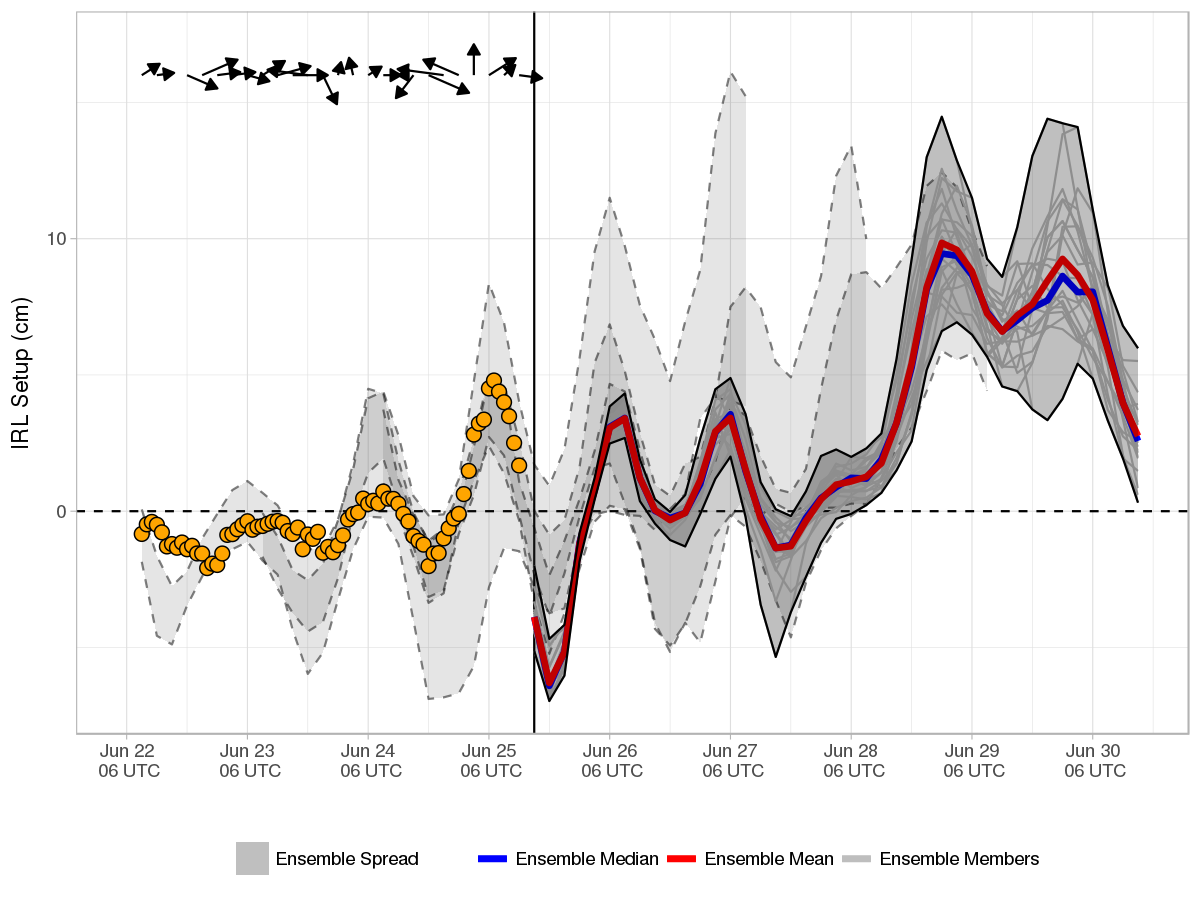 IRL Setup (cm)
10
0
Jun 22 Jun 23 Jun 24 Jun 25 Jun 26 Jun 27 Jun 28 Jun 29 Jun 30
06 UTC 06 UTC 06 UTC 06 UTC 06 UTC 06 UTC 06 UTC 06 UTC 06 UTC
Ensemble Spread Ensemble Median Ensemble Mean Ensemble Members